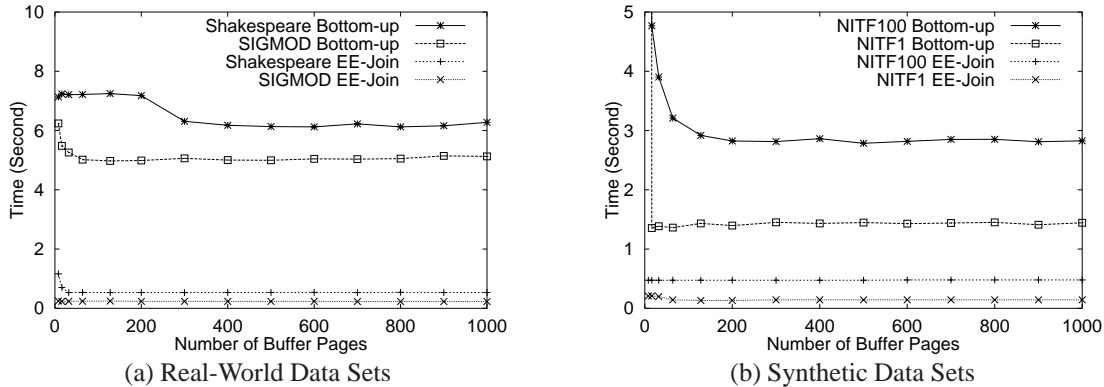 10
8
6
4
2
0
Time (Second)
Shakespeare Bottom-up
SIGMOD Bottom-up
Shakespeare EE-Join
SIGMOD EE-Join
0 200 400 600 800 1000
Number of Buffer Pages
(a) Real-World Data Sets
5
4
3
2
1
0
Time (Second)
NITF100 Bottom-up
NITF1 Bottom-up
NITF100 EE-Join
NITF1 EE-Join
0 200 400 600 800 1000
Number of Buffer Pages
(b) Synthetic Data Sets